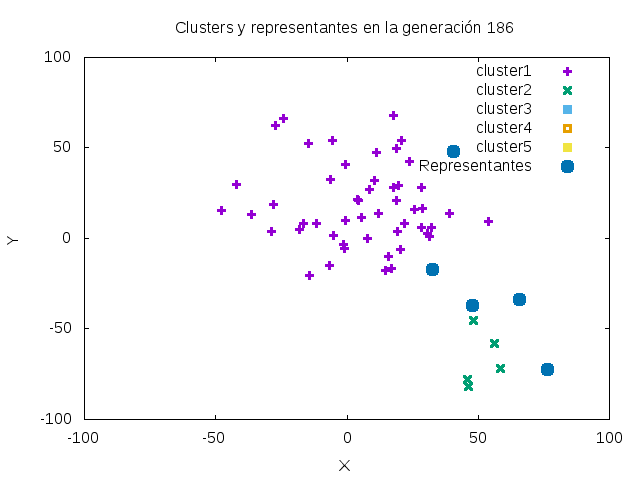 Clusters y representantes en la generación 186
100
50
0
-50
-100
-100 -50 0 50 100
Y
X
cluster1
cluster2
cluster3
cluster4
cluster5
Representantes